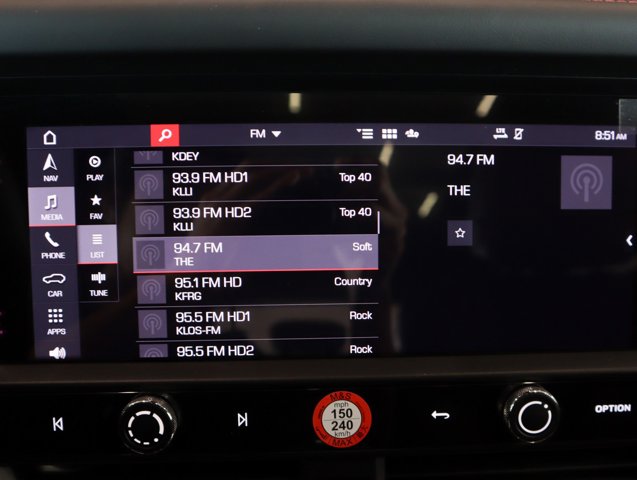 FM
LTE
8:51 AM
NAV
MEDIA
PHONE
CAR
APPS
PLAY
FAV
LIST
TUNE
KDEY
93.9 FM HD1 Top 40
KLLI
93.9 FM HD2 Top 40
KLLI
94.7 FM Soft
THE
95.1 FM HD Country
KFRG
95.5 FM HD1 Rock
KLOS-FM
95.5 FM HD2 Rock
94.7 FM
THE
M&S
mph
150
240
km/h
MAX
OPTION